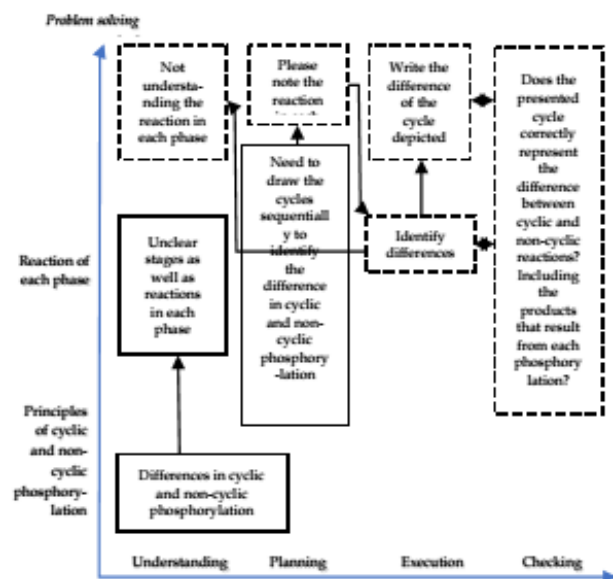 Problem solving
Not
understa-
nding the
reaction in
each phase
Please
note the
reaction
in each
Write the
difference
of the
cycle
depicted
Does the
presented
cycle
correctly
represent
the
difference
between
cyclic and
non-cyclic
reactions?
Including
the
products
that result
from each
phosphory
lation?
Need to
draw the
cycles
sequentiall
y to
identify
the
difference
in cyclic
and non-
cyclic
phosphory
-lation
Identify
differences
Reaction of
each phase
Unclear
stages as
well as
reactions
in each
phase
Principles
of cyclic
and non-
cyclic
phosphory-
lation
Differences in cyclic
and non-cyclic
phosphorylation
Understanding
Planning
Execution
Checking